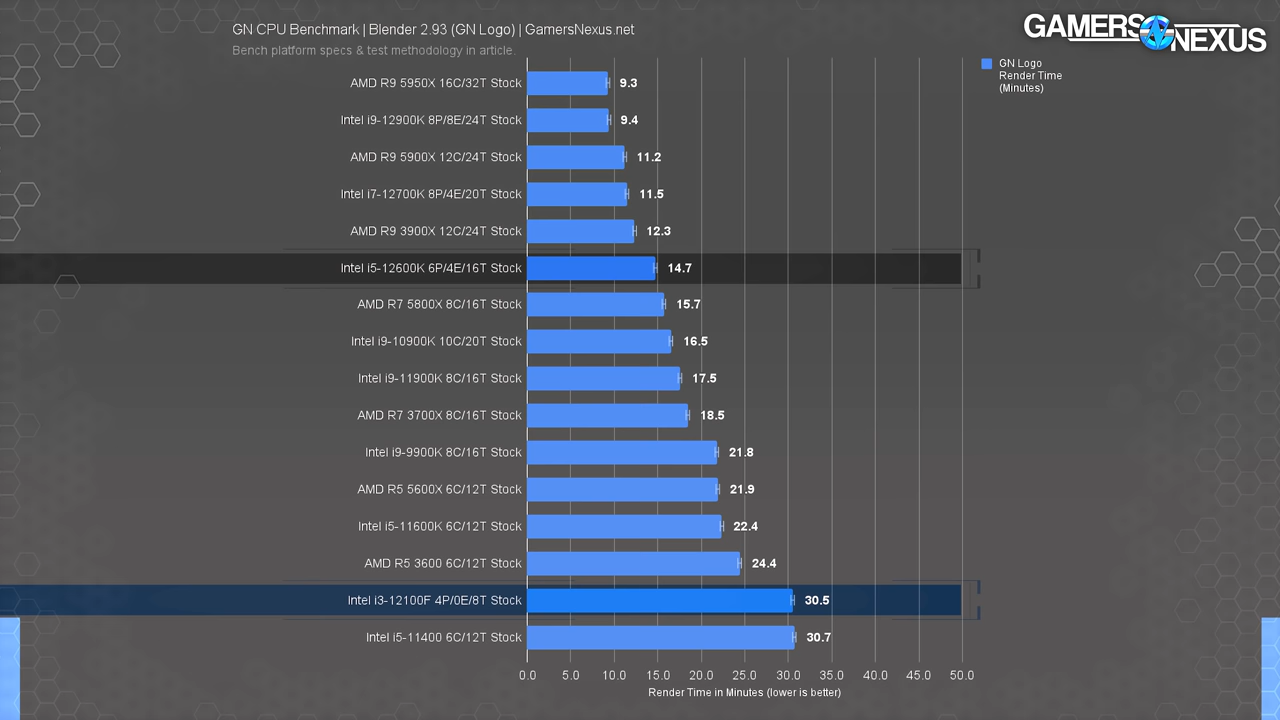 GN CPU Benchmark | Blender 2.93 (GN Logo) | GamersNexus.net
Bench platform specs & test methodology in article.
GAMERS NEXUS
GN Logo
Render Time
(Minutes)
AMD R9 5950X 16C/32T Stock 9.3
Intel i9-12900K 8P/8E/24T Stock 9.4
AMD R9 5900X 12C/24T Stock 11.2
Intel i7-12700K 8P/4E/20T Stock 11.5
AMD R9 3900X 12C/24T Stock 12.3
Intel i5-12600K 6P/4E/16T Stock 14.7
AMD R7 5800X 8C/16T Stock 15.7
Intel i9-10900K 10C/20T Stock 16.5
Intel i9-11900K 8C/16T Stock 17.5
AMD R7 3700X 8C/16T Stock 18.5
Intel i9-9900K 8C/16T Stock 21.8
AMD R5 5600X 6C/12T Stock 21.9
Intel i5-11600K 6C/12T Stock 22.4
AMD R5 3600 6C/12T Stock 24.4
Intel i3-12100F 4P/0E/8T Stock 30.5
Intel i5-11400 6C/12T Stock 30.7
0.0 5.0 10.0 15.0 20.0 25.0 30.0 35.0 40.0 45.0 50.0
Render Time in Minutes (lower is better)